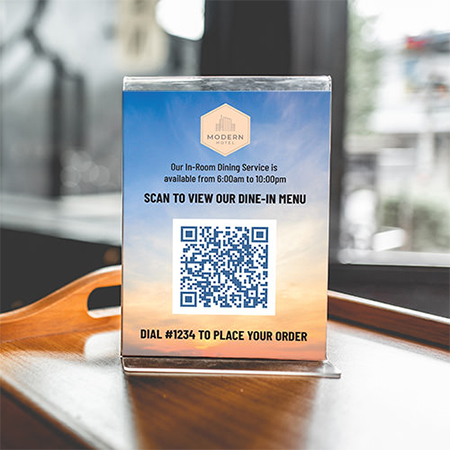 MODERN
HOTEL
Our In-Room Dining Service is
available from 6:00am to 10:00pm
SCAN TO VIEW OUR DINE-IN MENU
DIAL #1234 TO PLACE YOUR ORDER